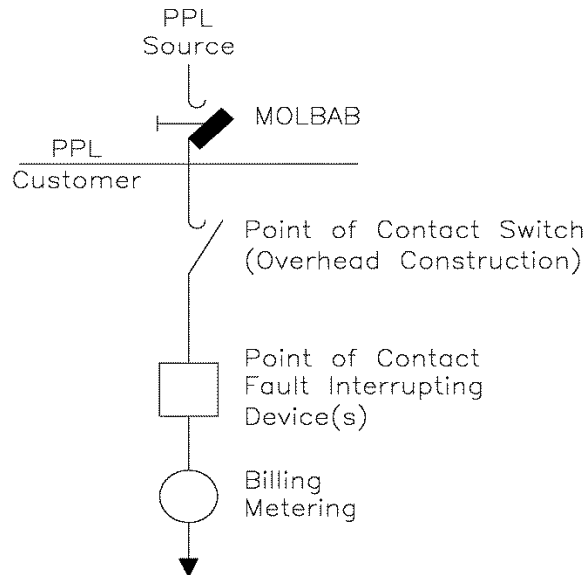 PPL
Source
MOLBAB
PPL
Customer
Point of Contact Switch
(Overhead Construction)
Point of Contact
Fault Interrupting
Device(s)
Billing
Metering